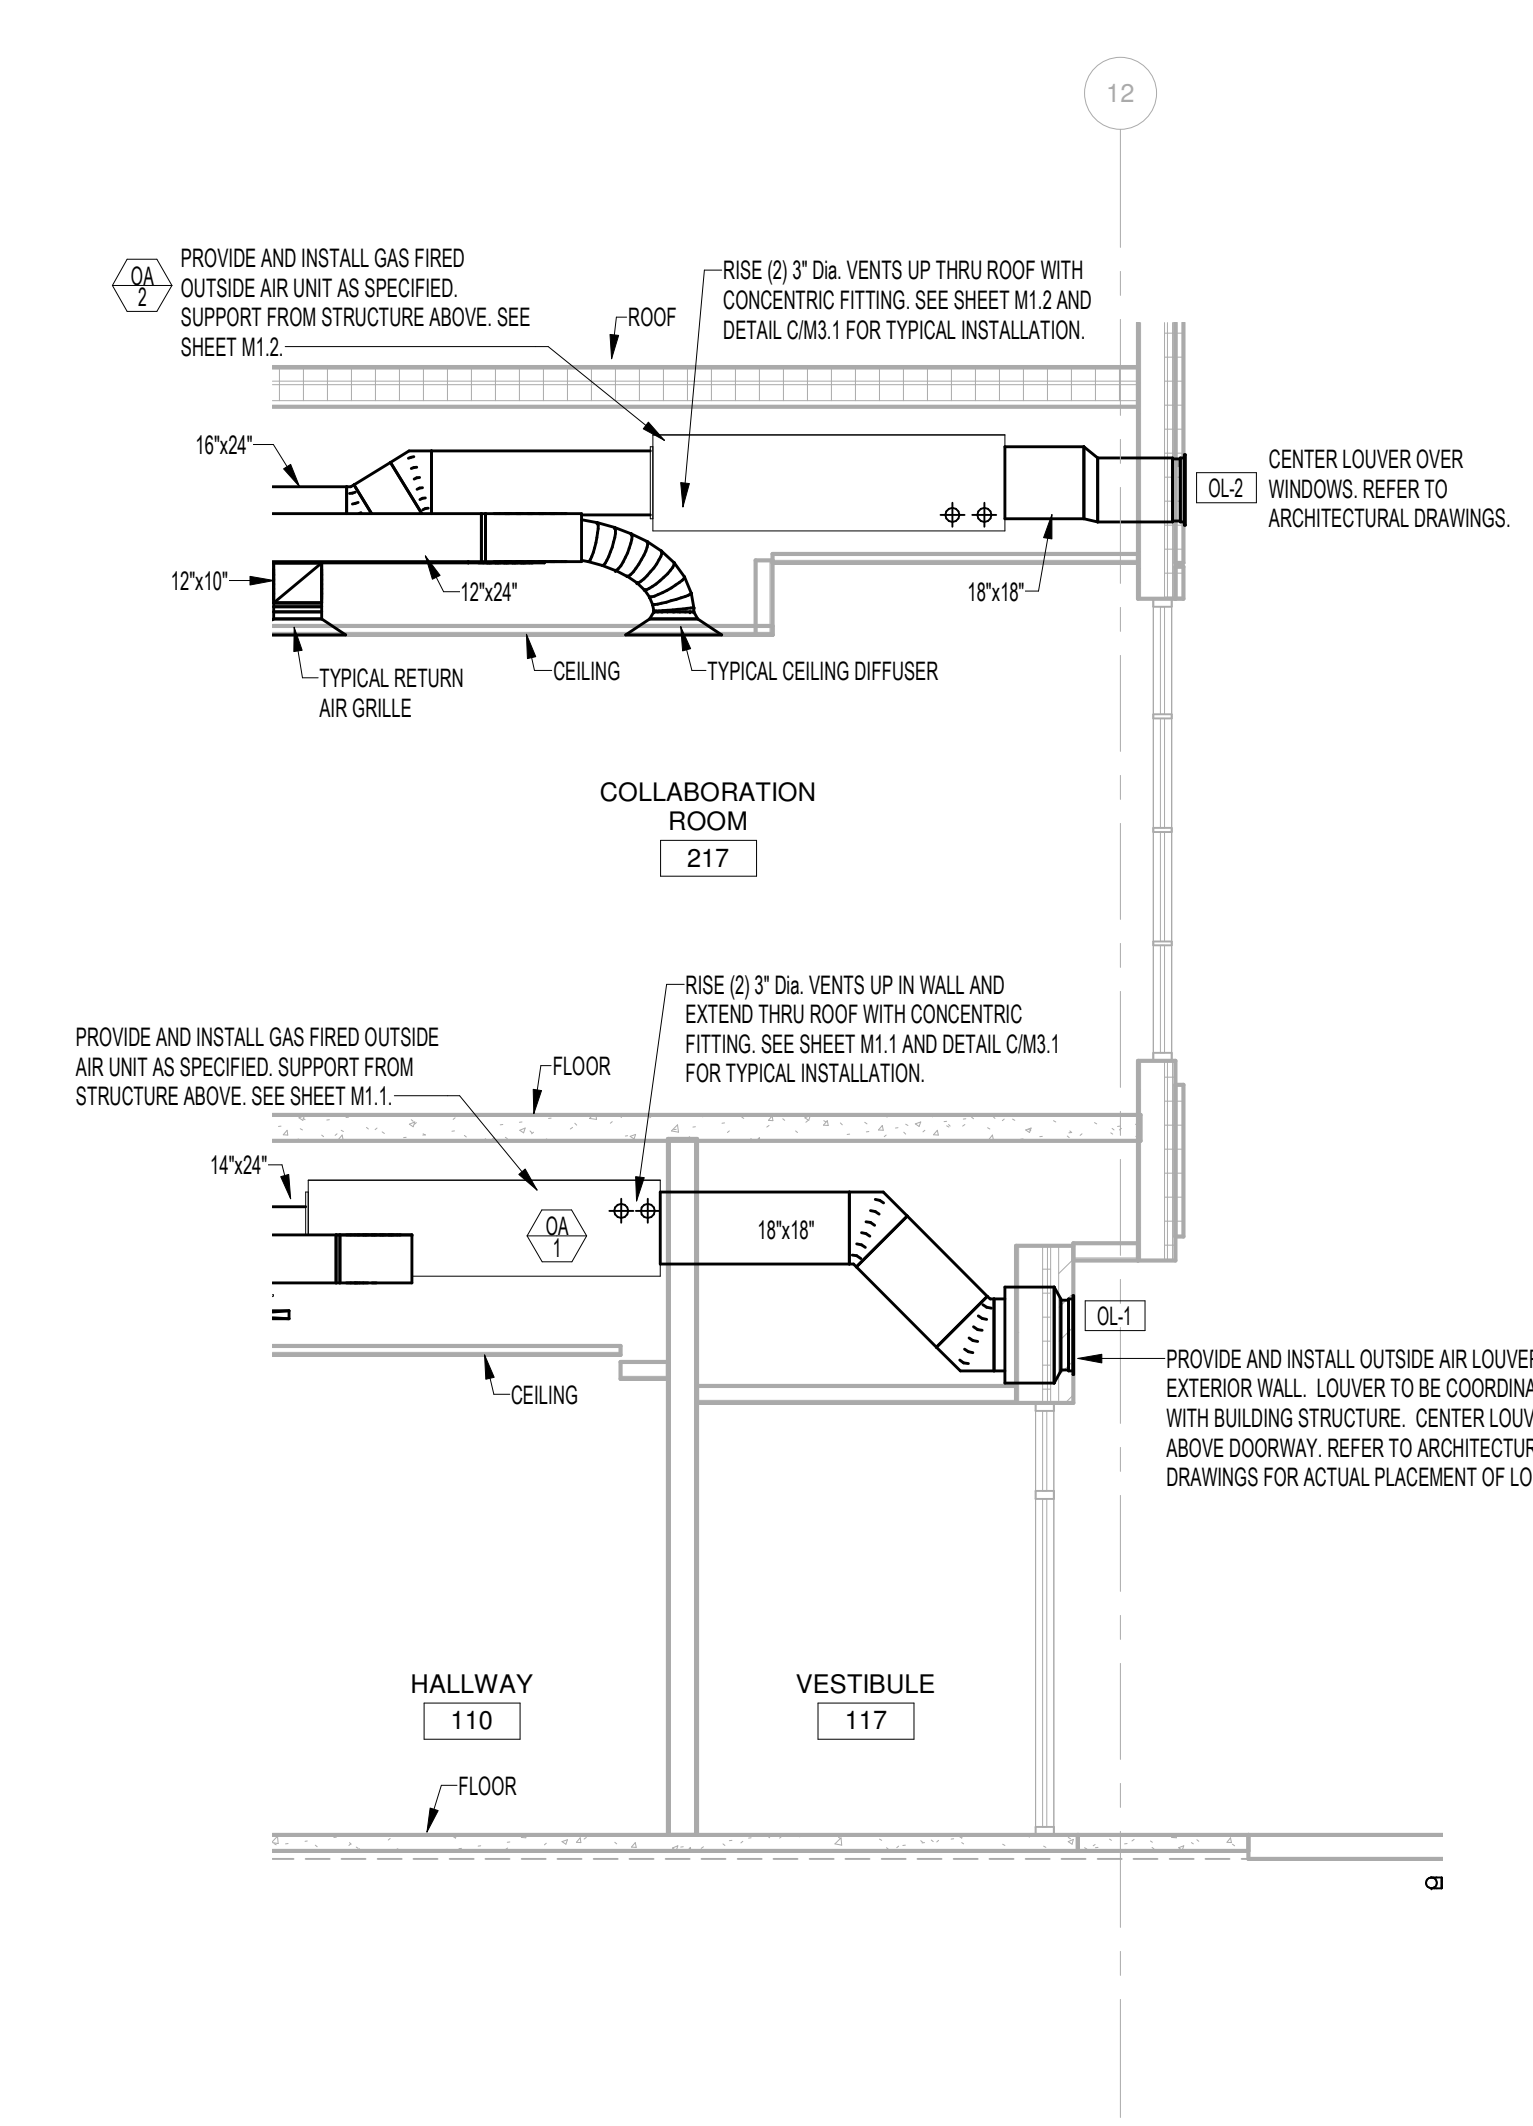 12
OA
2
PROVIDE AND INSTALL GAS FIRED
OUTSIDE AIR UNIT AS SPECIFIED.
SUPPORT FROM STRUCTURE ABOVE. SEE
SHEET M1.2.
ROOF
RISE (2) 3" Dia. VENTS UP THRU ROOF WITH
CONCENTRIC FITTING. SEE SHEET M1.2 AND
DETAIL C/M3.1 FOR TYPICAL INSTALLATION.
16"x24"
OL-2
CENTER LOUVER OVER
WINDOWS. REFER TO
ARCHITECTURAL DRAWINGS.
12"x10"
12"x24"
18"x18"
TYPICAL RETURN
AIR GRILLE
CEILING
TYPICAL CEILING DIFFUSER
COLLABORATION
ROOM
217
RISE (2) 3" Dia. VENTS UP IN WALL AND
EXTEND THRU ROOF WITH CONCENTRIC
FITTING. SEE SHEET M1.1 AND DETAIL C/M3.1
FOR TYPICAL INSTALLATION.
PROVIDE AND INSTALL GAS FIRED OUTSIDE
AIR UNIT AS SPECIFIED. SUPPORT FROM
STRUCTURE ABOVE. SEE SHEET M1.1.
FLOOR
14"x24"
OA
1
18"x18"
OL-1
CEILING
PROVIDE AND INSTALL OUTSIDE AIR LOUVER
EXTERIOR WALL. LOUVER TO BE COORDINA
WITH BUILDING STRUCTURE. CENTER LOUV
ABOVE DOORWAY. REFER TO ARCHITECTUR
DRAWINGS FOR ACTUAL PLACEMENT OF LO
HALLWAY
110
VESTIBULE
117
FLOOR